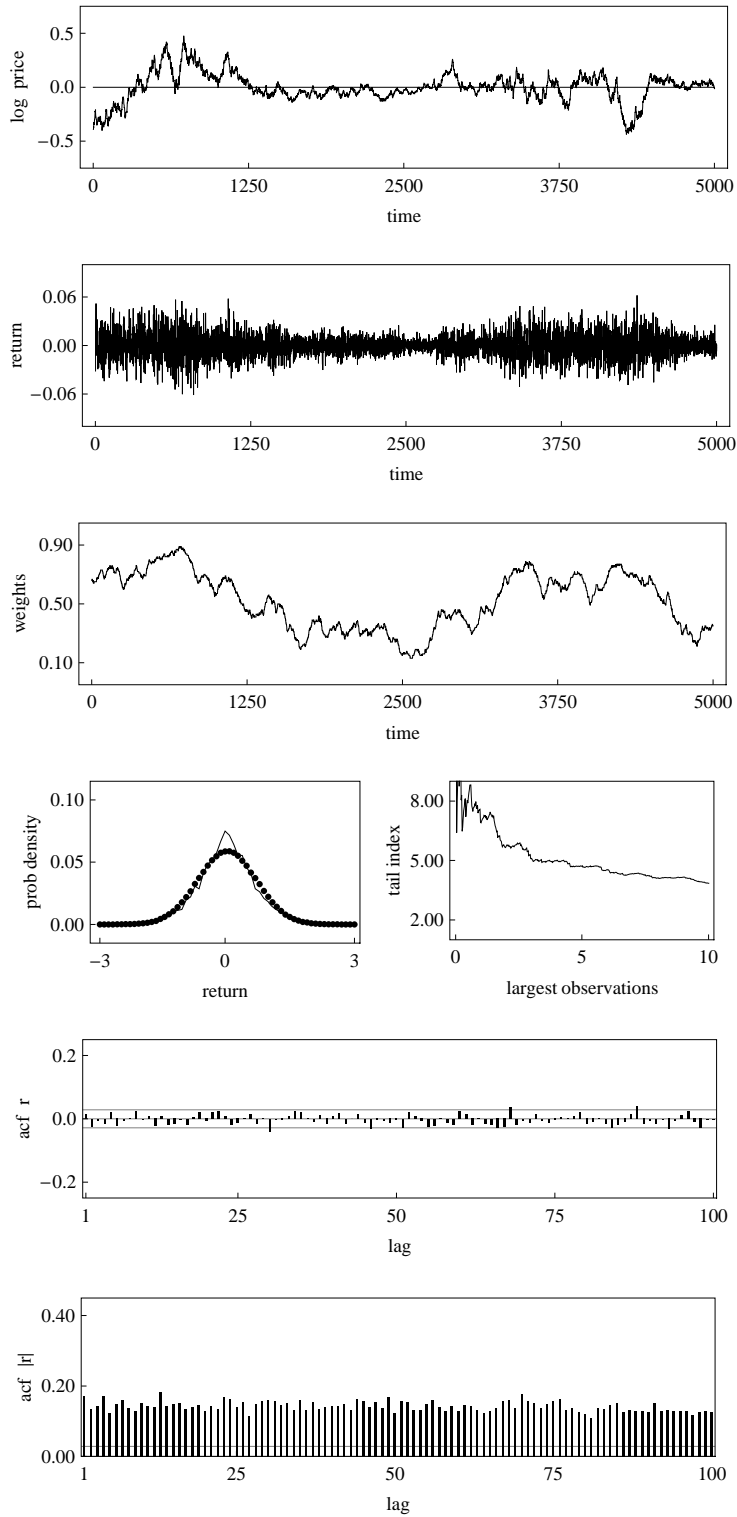 0.5
0.0
−0.5
log price
0 1250 2500 3750 5000
time
0.06
0.00
−0.06
return
0 1250 2500 3750 5000
time
0.90
0.50
0.10
weights
0 1250 2500 3750 5000
time
0.10
0.05
0.00
prob density
−3 0 3
return
8.00
5.00
2.00
tail index
0 5 10
largest observations
0.2
0.0
−0.2
acf r
1 25 50 75 100
lag
0.40
0.20
0.00
acf |r|
1 25 50 75 100
lag